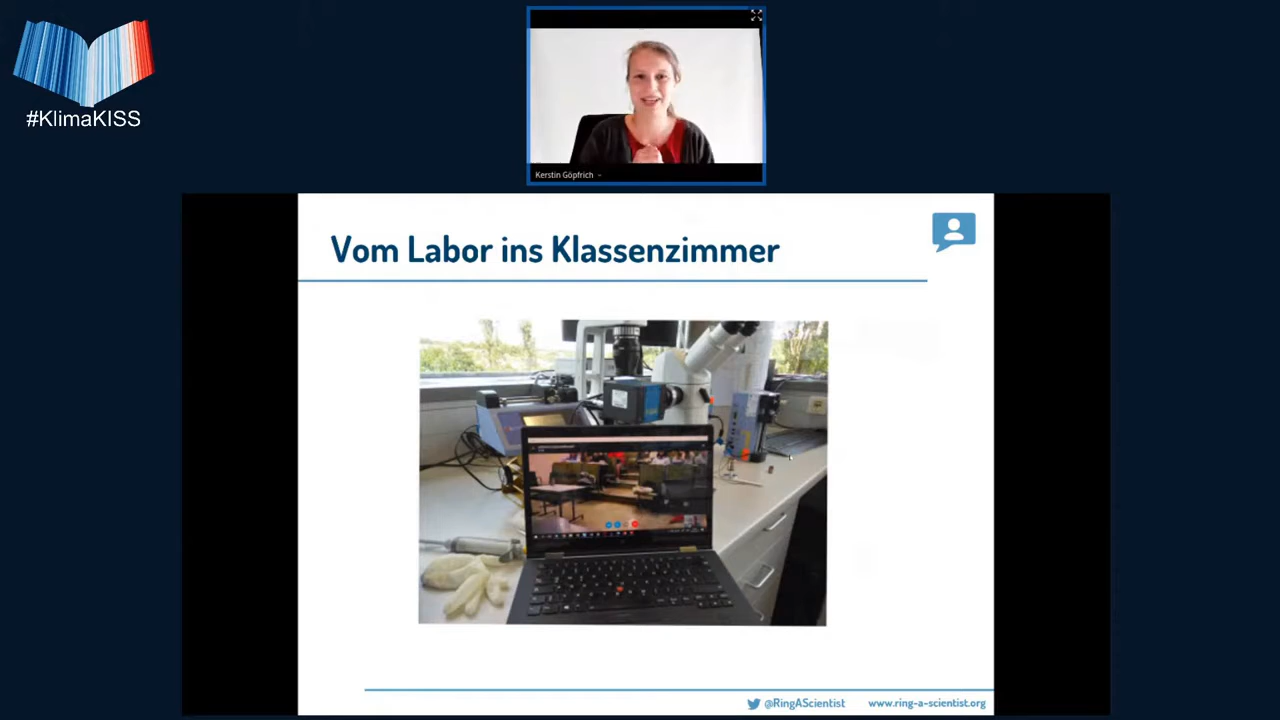 #KlimaKISS
Kerstin Göpfrich
Vom Labor ins Klassenzimmer
@RingAScientist
www.ring-a-scientist.org